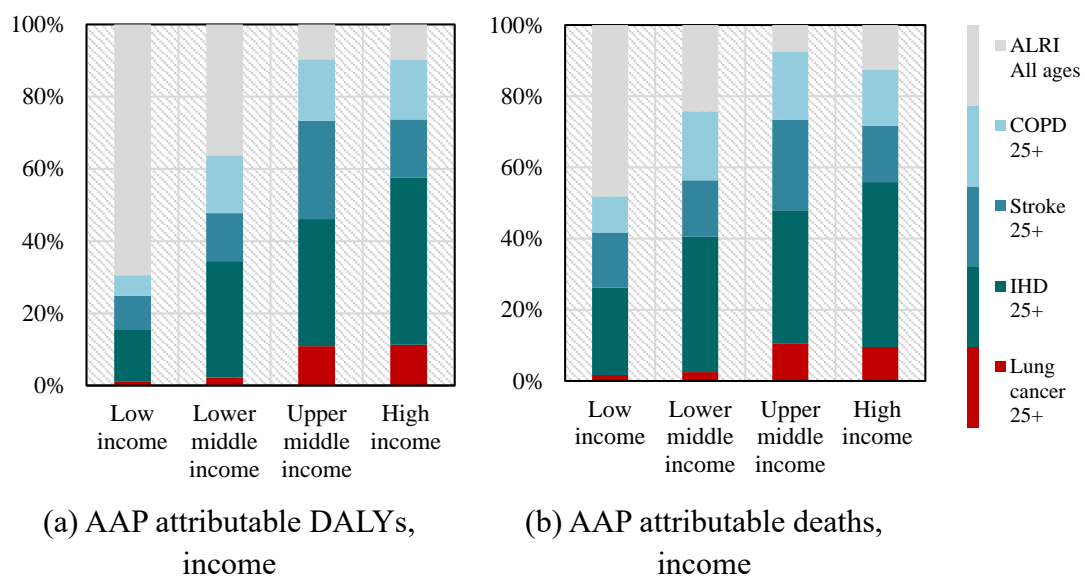 100%
80%
60%
40%
20%
0%
Low
income
Lower
middle
income
Upper
middle
income
High
income
(a) AAP attributable DALYs,
income
100%
80%
60%
40%
20%
0%
Low
income
Lower
middle
income
Upper
middle
income
High
income
(b) AAP attributable deaths,
income
ALRI
All ages
COPD
25+
Stroke
25+
IHD
25+
Lung
cancer
25+